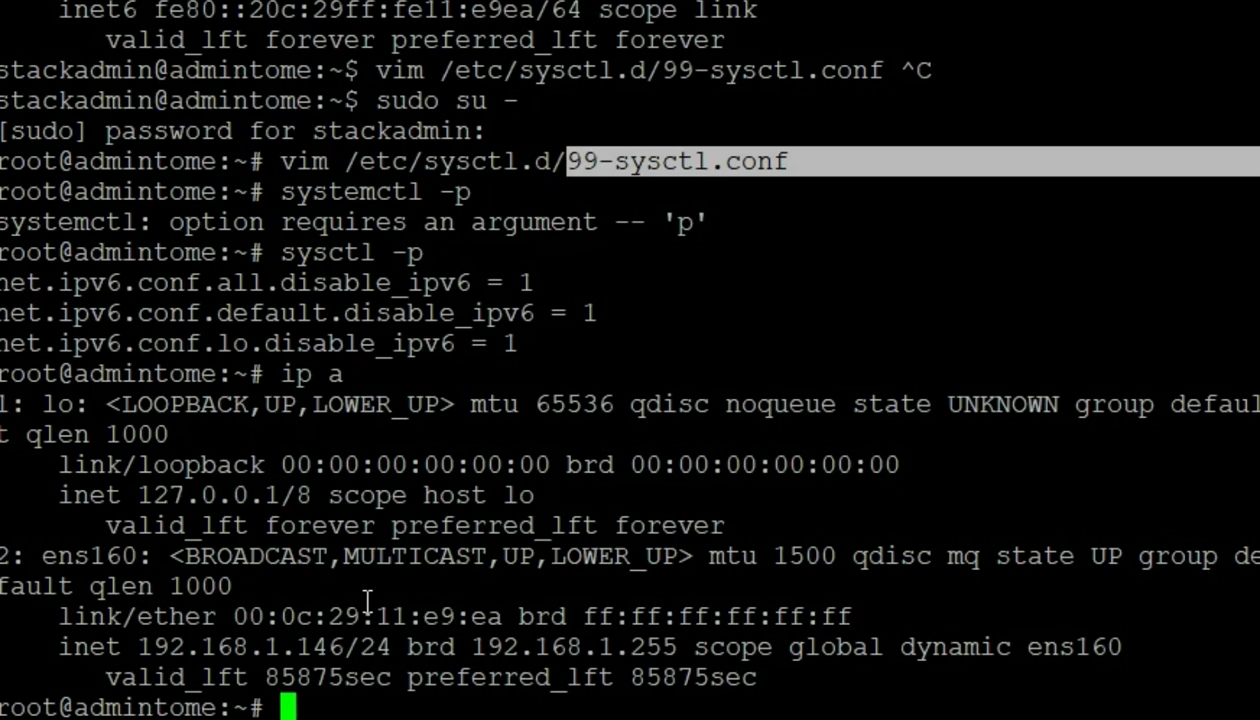 inet6 fe80::20c:29ff:fe11:e9ea/64 scope link
valid_lft forever preferred_lft forever
stackadmin@admintome:~$ vim /etc/sysctl.d/99-sysctl.conf ^C
stackadmin@admintome:~$ sudo su -
[sudo] password for stackadmin:
root@admintome:~# vim /etc/sysctl.d/99-sysctl.conf
root@admintome:~# systemctl -p
systemctl: option requires an argument -- 'p'
root@admintome:~# sysctl -p
net.ipv6.conf.all.disable_ipv6 = 1
net.ipv6.conf.default.disable_ipv6 = 1
net.ipv6.conf.lo.disable_ipv6 = 1
root@admintome:~# ip a
1: lo: <LOOPBACK,UP,LOWER_UP> mtu 65536 qdisc noqueue state UNKNOWN group defaul
t qlen 1000
link/loopback 00:00:00:00:00:00 brd 00:00:00:00:00:00
inet 127.0.0.1/8 scope host lo
valid_lft forever preferred_lft forever
2: ens160: <BROADCAST,MULTICAST,UP,LOWER_UP> mtu 1500 qdisc mq state UP group de
fault qlen 1000
link/ether 00:0c:29:11:e9:ea brd ff:ff:ff:ff:ff:ff
inet 192.168.1.146/24 brd 192.168.1.255 scope global dynamic ens160
valid_lft 85875sec preferred_lft 85875sec
root@admintome:~#